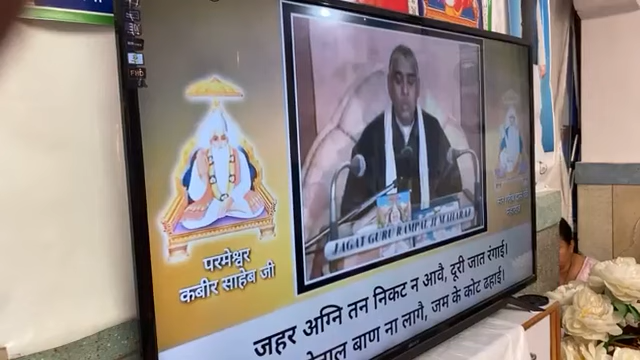 परमेश्वर
कबीर साहेब जी
JAGAT GURU RAMPAL JI MAHARAJ
जहर अग्नि तन निकट न आवै, दूरी जात रंगाई।
बाण ना लागै, जम के कोट ढहाई।